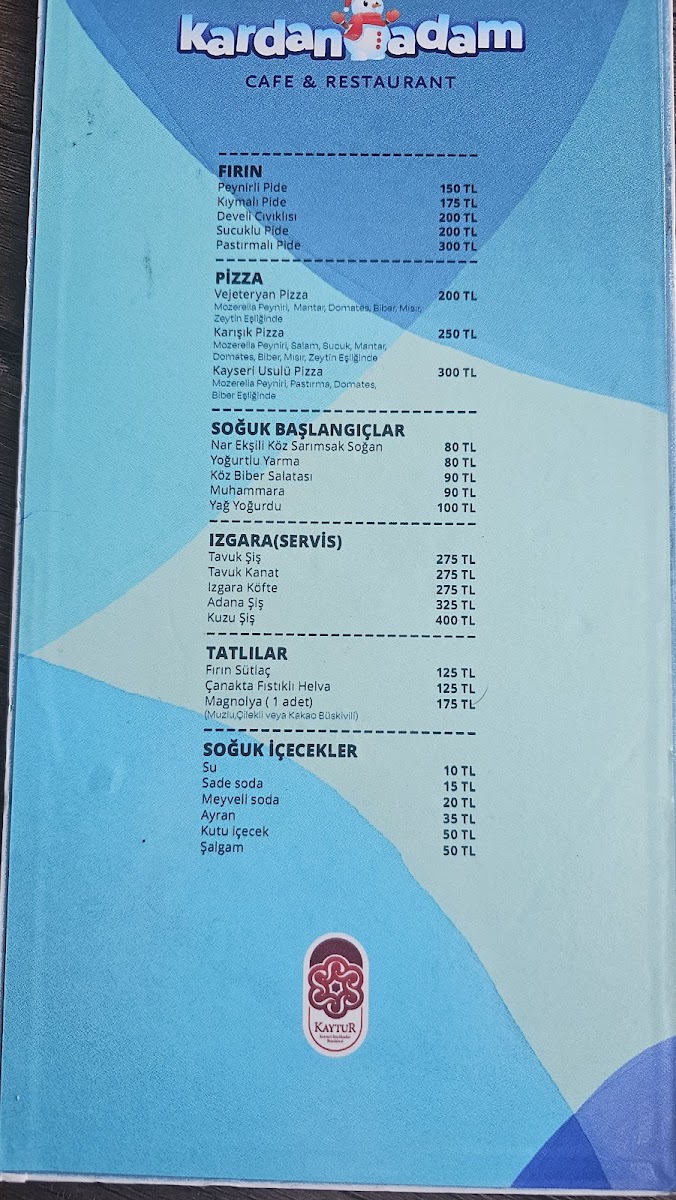 kardan adam
CAFE & RESTAURANT
FIRIN
Peynirli Pide 150 TL
Kıymalı Pide 175 TL
Develi Cıvıklısı 200 TL
Sucuklu Pide 200 TL
Pastırmalı Pide 300 TL
PİZZA
Vejeteryan Pizza 200 TL
Mozerella Peyniri, Mantar, Domates, Biber, Mısır,
Zeytin Eşliğinde
Karışık Pizza 250 TL
Mozerella Peyniri, Salam, Sucuk, Mantar,
Domates, Biber, Mısır, Zeytin Eşliğinde
Kayseri Usulü Pizza 300 TL
Mozerella Peyniri, Pastırma, Domates,
Biber Eşliğinde
SOĞUK BAŞLANGIÇLAR
Nar Ekşili Köz Sarımsak Soğan 80 TL
Yoğurtlu Yarma 80 TL
Köz Biber Salatası 90 TL
Muhammara 90 TL
Yağ Yoğurdu 100 TL
IZGARA(SERVİS)
Tavuk Şiş 275 TL
Tavuk Kanat 275 TL
Izgara Köfte 275 TL
Adana Şiş 325 TL
Kuzu Şiş 400 TL
TATLILAR
Fırın Sütlaç 125 TL
Çanakta Fıstıklı Helva 125 TL
Magnolya ( 1 adet) 175 TL
(Muzlu,Çilekli veya Kakao Büskivili)
SOĞUK İÇECEKLER
Su 10 TL
Sade soda 15 TL
Meyveli soda 20 TL
Ayran 35 TL
Kutu içecek 50 TL
Şalgam 50 TL
KAYTUR